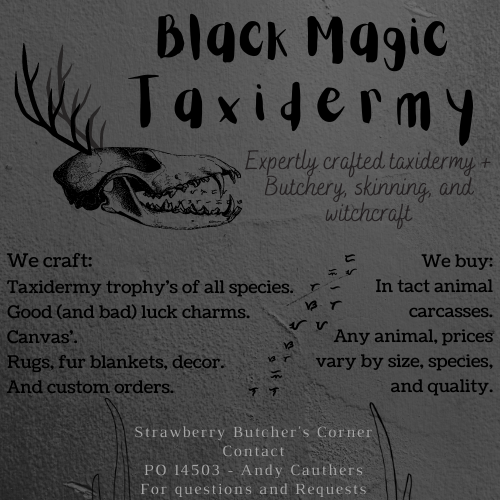 Black Magic
Taxidermy
Expertly crafted taxidermy +
Butchery, skinning, and
witchcraft
We craft:
Taxidermy trophy's of all species.
Good (and bad) luck charms.
Canvas'.
Rugs, fur blankets, decor.
And custom orders.
We buy:
In tact animal
carcasses.
Any animal, prices
vary by size, species,
and quality.
Strawberry Butcher's Corner
Contact
PO 14503 - Andy Cauthers
For questions and Requests